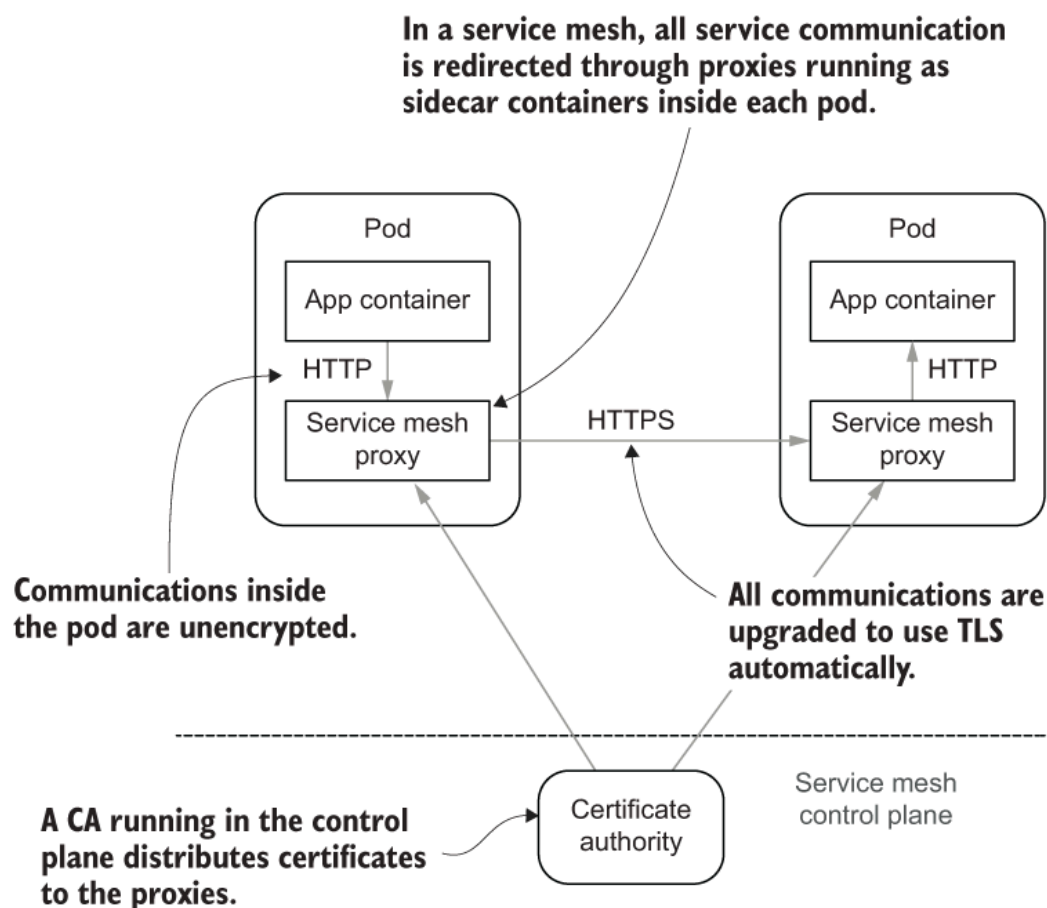 In a service mesh, all service communication
is redirected through proxies running as
sidecar containers inside each pod.
Pod
App container
HTTP
Service mesh
proxy
HTTPS
Pod
App container
HTTP
Service mesh
proxy
Communications inside
the pod are unencrypted.
All communications are
upgraded to use TLS
automatically.
Service mesh
control plane
Certificate
authority
A CA running in the control
plane distributes certificates
to the proxies.